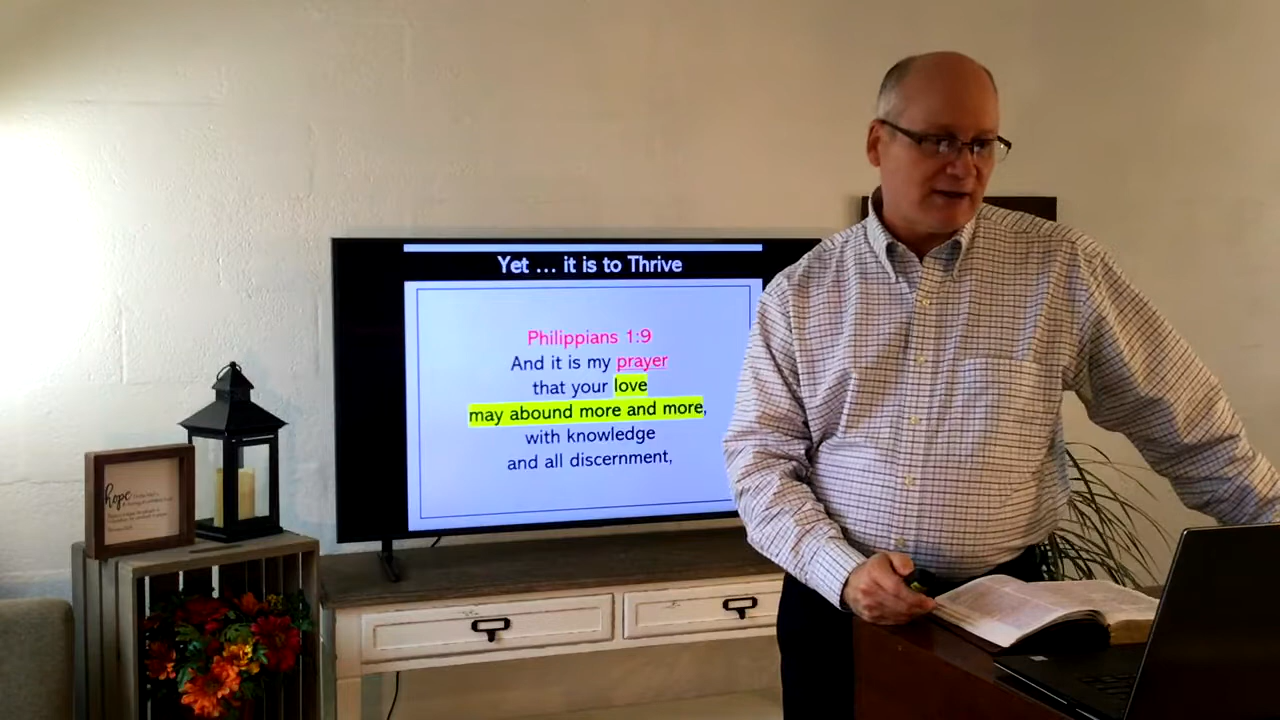 Yet ... it is to Thrive
Philippians 1:9
And it is my prayer
that your love
may abound more and more,
with knowledge
and all discernment,
hope